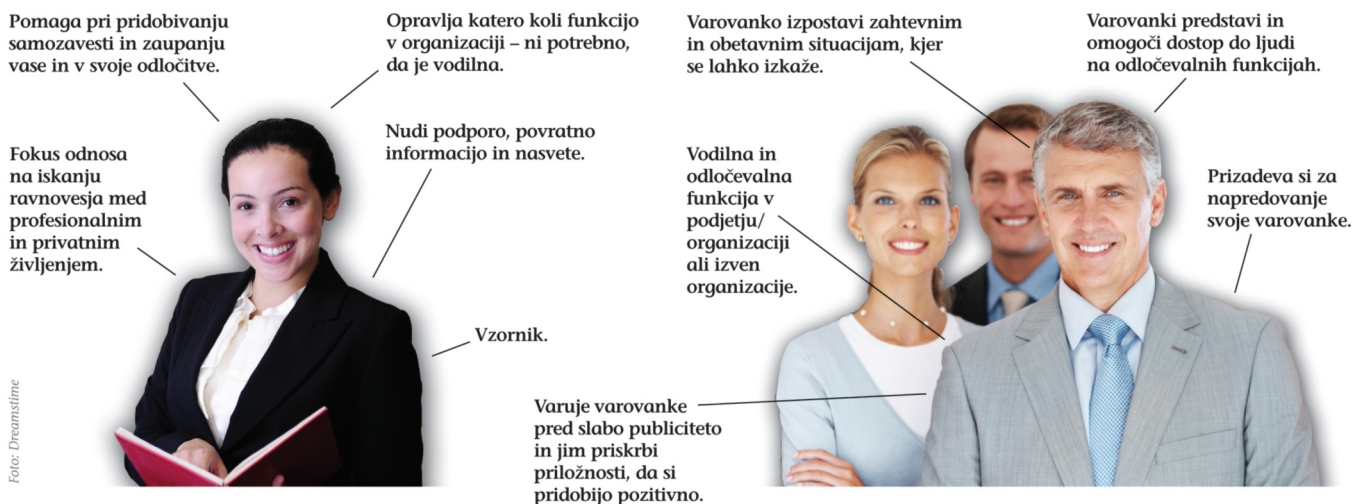 Pomaga pri pridobivanju
samozavesti in zaupanju
vase in v svoje odločitve.
Opravlja katero koli funkcijo
v organizaciji – ni potrebno,
da je vodilna.
Fokus odnosa
na iskanju
ravnovesja med
profesionalnim
in privatnim
življenjem.
Nudi podporo, povratno
informacijo in nasvete.
Vzornik.
Foto: Dreamstime
Varovanko izpostavi zahtevnim
in obetavnim situacijam, kjer
se lahko izkaže.
Varovanki predstavi in
omogoči dostop do ljudi
na odločevalnih funkcijah.
Vodilna in
odločevalna
funkcija v
podjetju/
organizaciji
ali izven
organizacije.
Prizadeva si za
napredovanje
svoje varovanke.
Varuje varovanke
pred slabo publiciteto
in jim priskrbi
priložnosti, da si
pridobijo pozitivno.